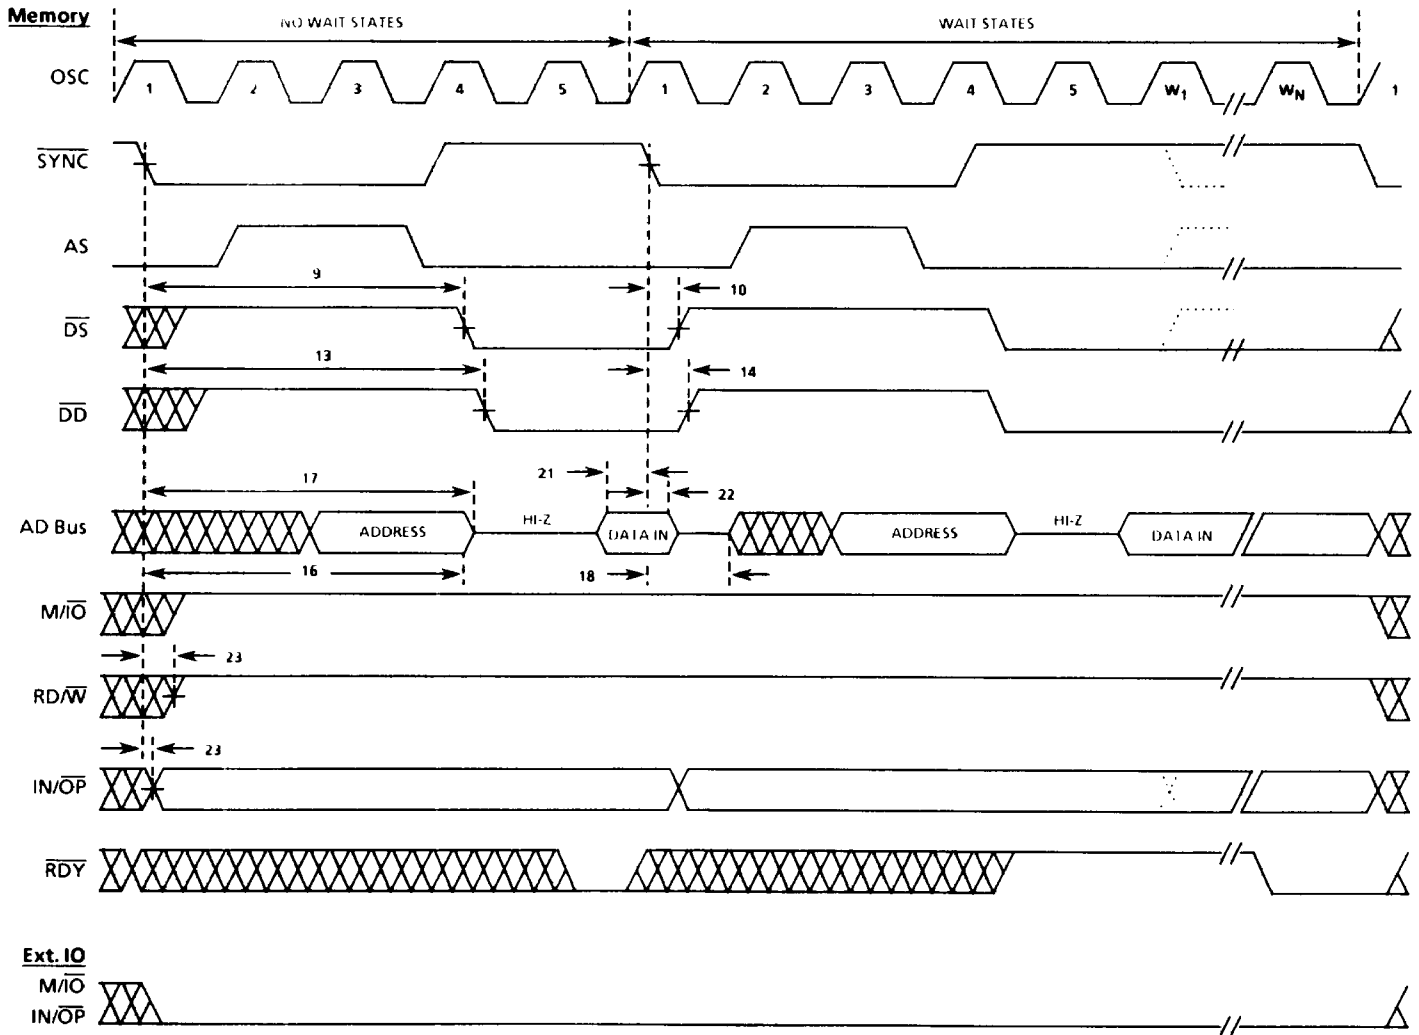 Memory
NO WAIT STATES
WAIT STATES
OSC
1 2 3 4 5 1 2 3 4 5 W1 WN 1
SYNC
AS
9
10
DS
13
14
DD
21
17
22
AD Bus
ADDRESS HI-Z DATA IN ADDRESS HI-Z DATA IN
16
18
M/IO
23
RD/W
23
IN/OP
RDY
Ext. IO
M/IO
IN/OP